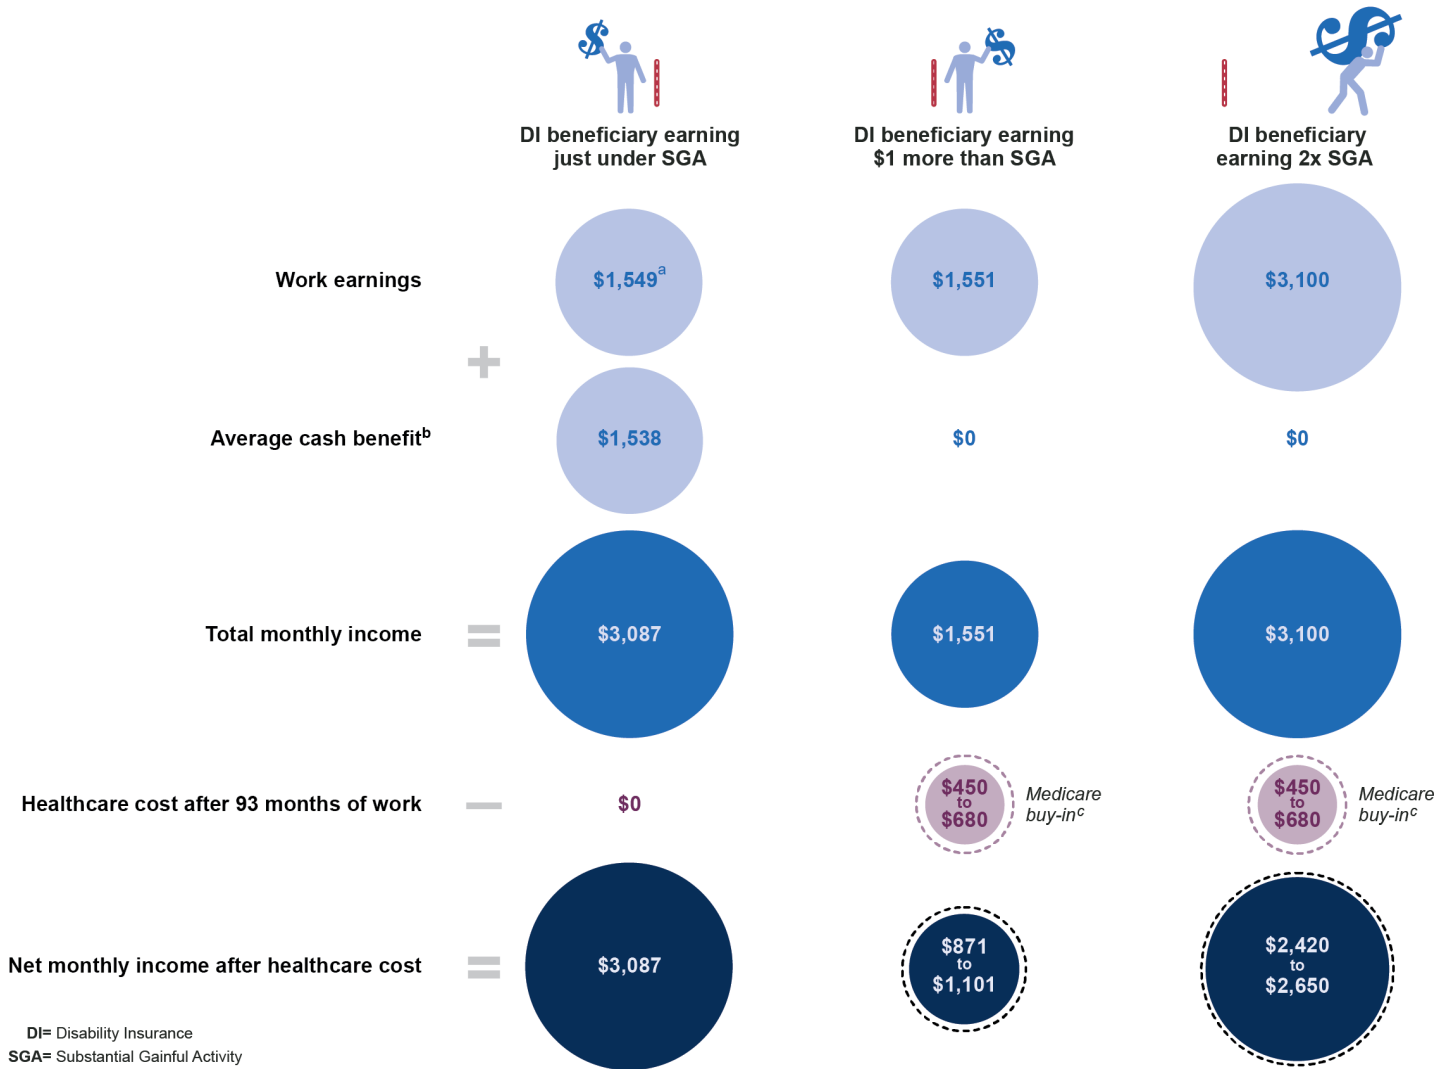 DI beneficiary earning
just under SGA
DI beneficiary earning
$1 more than SGA
DI beneficiary
earning 2x SGA
Work earnings
$1,549a
$1,551
$3,100
Average cash benefitb
$1,538
$0
$0
Total monthly income
$3,087
$1,551
$3,100
Healthcare cost after 93 months of work
$0
$450
to
$680
Medicare
buy-inc
$450
to
$680
Medicare
buy-inc
Net monthly income after healthcare cost
$3,087
$871
to
$1,101
$2,420
to
$2,650
DI= Disability Insurance
SGA= Substantial Gainful Activity